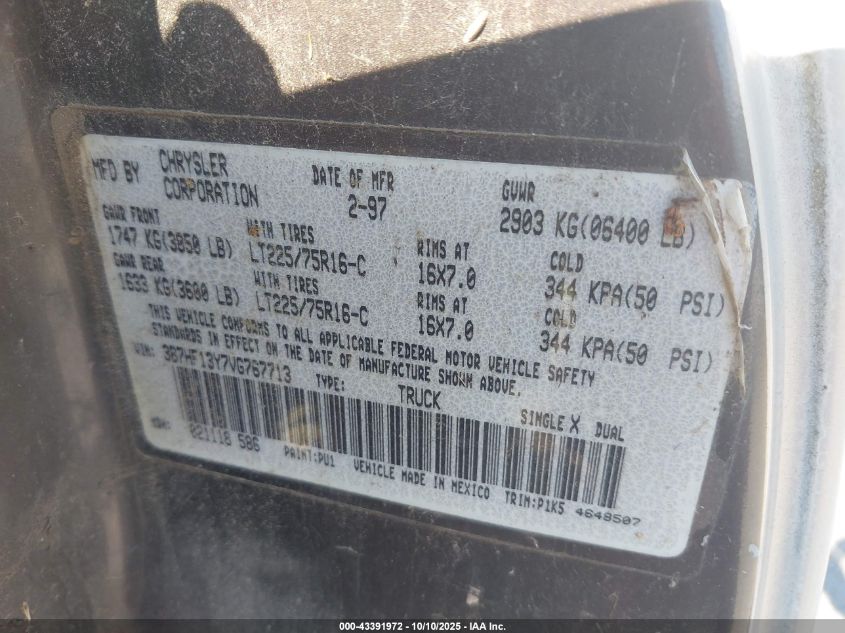 MFD BY CHRYSLER CORPORATION DATE OF MFR 2-97 GVWR 2903 KG(06400 LB)
GAWR FRONT WITH TIRES RIMS AT COLD
1747 KG(3850 LB) LT225/75R16-C 16X7.0 344 KPA(50 PSI)
GAWR REAR WITH TIRES RIMS AT COLD
1633 KG(3600 LB) LT225/75R16-C 16X7.0 344 KPA(50 PSI)
THIS VEHICLE CONFORMS TO ALL APPLICABLE FEDERAL MOTOR VEHICLE SAFETY
STANDARDS IN EFFECT ON THE DATE OF MANUFACTURE SHOWN ABOVE.
VIN: 3B7HF13Y7VG767713 TYPE: TRUCK SINGLE X DUAL
MDH: 021118 586
PAINT:PV1 VEHICLE MADE IN MEXICO TRIM:P1K5 4648507
000-43391972 - 10/10/2025 - IAA Inc.